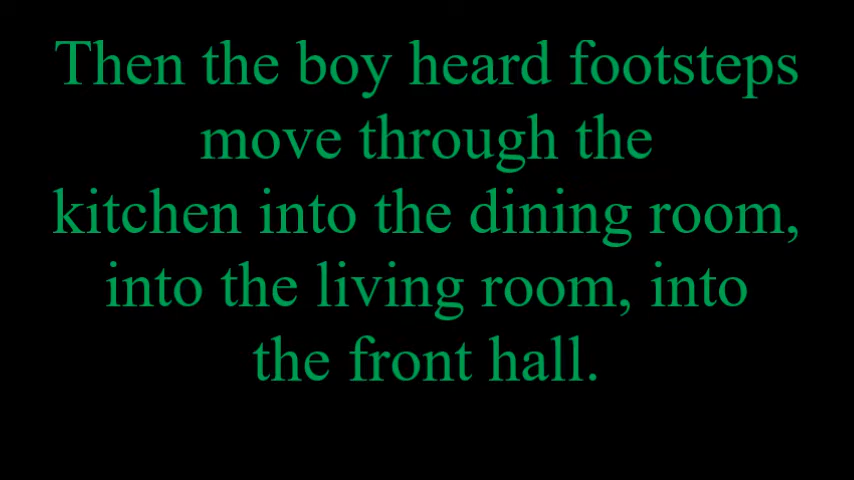 Then the boy heard footsteps
move through the
kitchen into the dining room,
into the living room, into
the front hall.